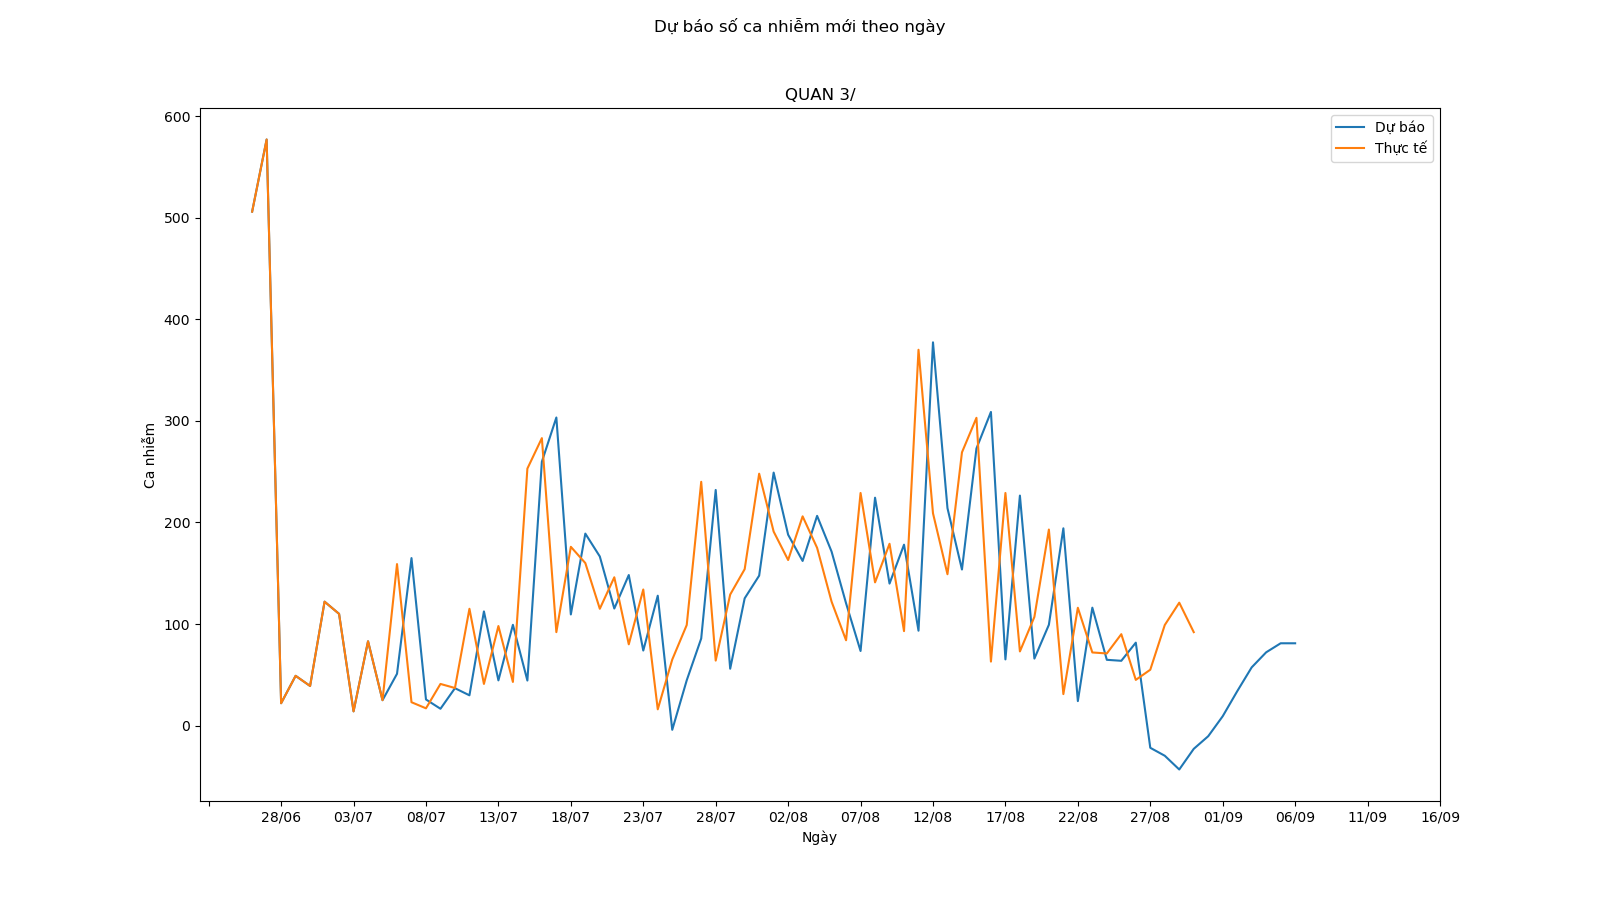 Dự báo số ca nhiễm mới theo ngày
QUAN 3/
Dự báo
Thực tế
600
500
400
300
200
100
0
Ca nhiễm
28/06 03/07 08/07 13/07 18/07 23/07 28/07 02/08 07/08 12/08 17/08 22/08 27/08 01/09 06/09 11/09 16/09
Ngày